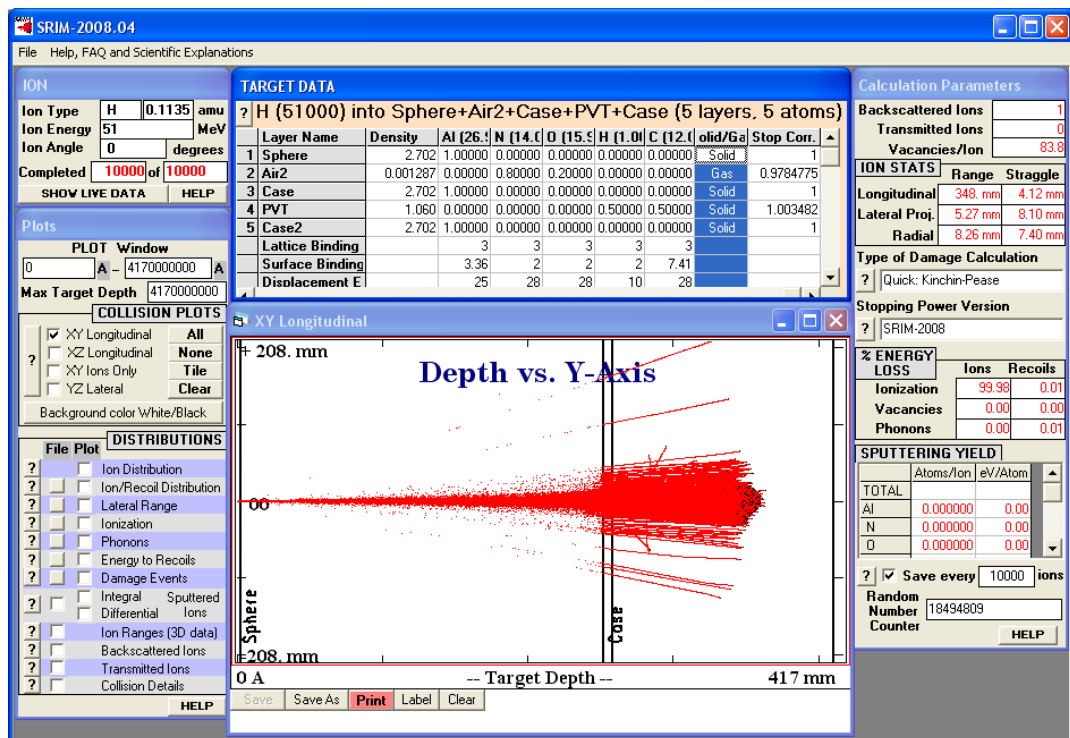 SRIM-2008.04
File Help, FAQ and Scientific Explanations
ION
Ion Type H 0.1135 amu
Ion Energy 51 MeV
Ion Angle 0 degrees
Completed 10000 of 10000
SHOW LIVE DATA HELP
Plots
PLOT Window
0 A - 4170000000 A
Max Target Depth 4170000000
COLLISION PLOTS
XY Longitudinal All
XZ Longitudinal None
? XY Ions Only Tile
YZ Lateral Clear
Background color White/Black
DISTRIBUTIONS
File Plot
? Ion Distribution
? Ion/Recoil Distribution
? Lateral Range
? Ionization
? Phonons
? Energy to Recoils
? Damage Events
? Integral Sputtered
Differential Ions
? Ion Ranges (3D data)
? Backscattered Ions
? Transmitted Ions
? Collision Details
HELP
TARGET DATA
? H (51000) into Sphere+Air2+Case+PVT+Case (5 layers, 5 atoms)
Layer Name Density Al (26.9 N (14.0 O (15.9 H (1.00 C (12.0 olid/Ga Stop Corr.
1 Sphere 2.702 1.00000 0.00000 0.00000 0.00000 0.00000 Solid 1
2 Air2 0.001287 0.00000 0.80000 0.20000 0.00000 0.00000 Gas 0.9784775
3 Case 2.702 1.00000 0.00000 0.00000 0.00000 0.00000 Solid 1
4 PVT 1.060 0.00000 0.00000 0.00000 0.50000 0.50000 Solid 1.003482
5 Case2 2.702 1.00000 0.00000 0.00000 0.00000 0.00000 Solid 1
Lattice Binding 3 3 3 3 3
Surface Binding 3.36 2 2 2 7.41
Displacement E 25 28 28 10 28
XY Longitudinal
+ 208. mm
Depth vs. Y-Axis
00
Sphere
Case
-208. mm
0 A -- Target Depth -- 417 mm
Save Save As Print Label Clear
Calculation Parameters
Backscattered Ions 1
Transmitted Ions 0
Vacancies/Ion 83.8
ION STATS Range Straggle
Longitudinal 348. mm 4.12 mm
Lateral Proj. 5.27 mm 8.10 mm
Radial 8.26 mm 7.40 mm
Type of Damage Calculation
? Quick: Kinchin-Pease
Stopping Power Version
? SRIM-2008
% ENERGY LOSS Ions Recoils
Ionization 99.98 0.01
Vacancies 0.00 0.00
Phonons 0.00 0.01
SPUTTERING YIELD
Atoms/Ion eV/Atom
TOTAL
Al 0.000000 0.00
N 0.000000 0.00
O 0.000000 0.00
? Save every 10000 ions
Random
Number 18494809
Counter
HELP